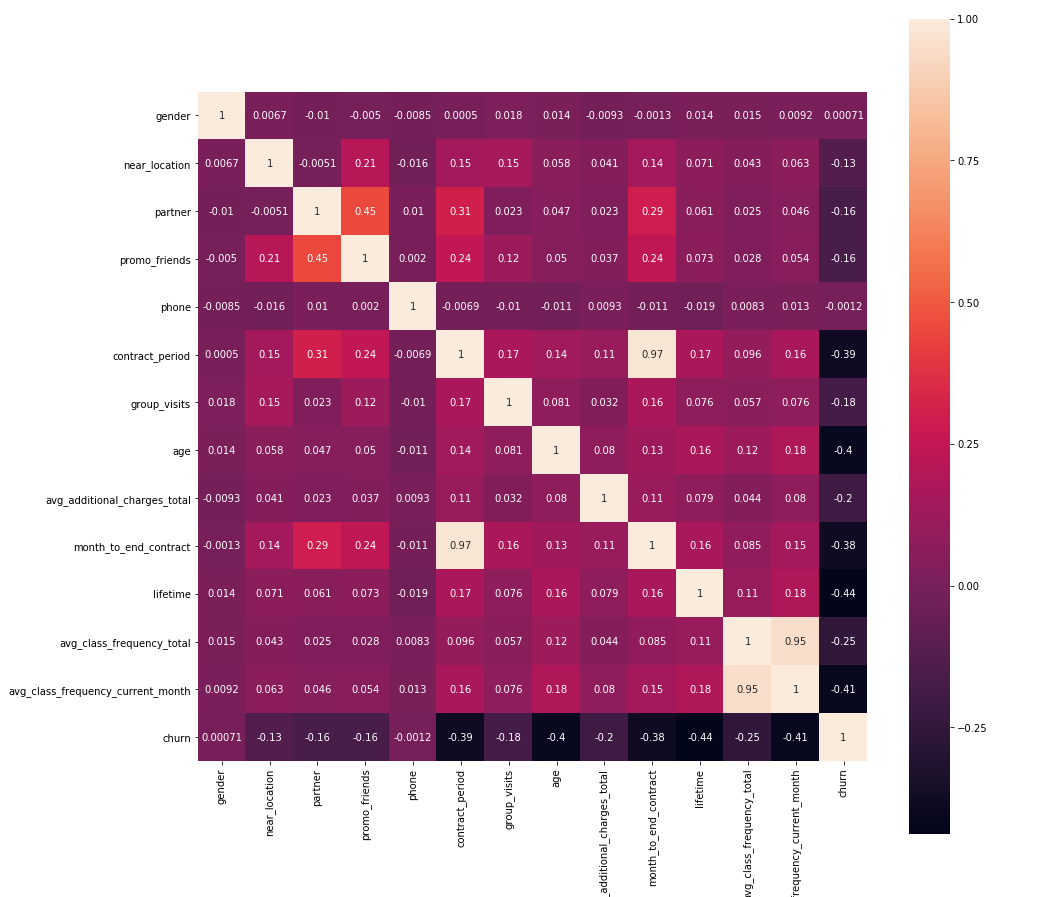 1.00
gender 1 0.0067 -0.01 -0.005 -0.0085 0.0005 0.018 0.014 -0.0093 -0.0013 0.014 0.015 0.0092 0.00071
near_location 0.0067 1 -0.0051 0.21 -0.016 0.15 0.15 0.058 0.041 0.14 0.071 0.043 0.063 -0.13
0.75
partner -0.01 -0.0051 1 0.45 0.01 0.31 0.023 0.047 0.023 0.29 0.061 0.025 0.046 -0.16
promo_friends -0.005 0.21 0.45 1 0.002 0.24 0.12 0.05 0.037 0.24 0.073 0.028 0.054 -0.16
phone -0.0085 -0.016 0.01 0.002 1 -0.0069 -0.01 -0.011 0.0093 -0.011 -0.019 0.0083 0.013 -0.0012
0.50
contract_period 0.0005 0.15 0.31 0.24 -0.0069 1 0.17 0.14 0.11 0.97 0.17 0.096 0.16 -0.39
group_visits 0.018 0.15 0.023 0.12 -0.01 0.17 1 0.081 0.032 0.16 0.076 0.057 0.076 -0.18
0.25
age 0.014 0.058 0.047 0.05 -0.011 0.14 0.081 1 0.08 0.13 0.16 0.12 0.18 -0.4
avg_additional_charges_total -0.0093 0.041 0.023 0.037 0.0093 0.11 0.032 0.08 1 0.11 0.079 0.044 0.08 -0.2
month_to_end_contract -0.0013 0.14 0.29 0.24 -0.011 0.97 0.16 0.13 0.11 1 0.16 0.085 0.15 -0.38
0.00
lifetime 0.014 0.071 0.061 0.073 -0.019 0.17 0.076 0.16 0.079 0.16 1 0.11 0.18 -0.44
avg_class_frequency_total 0.015 0.043 0.025 0.028 0.0083 0.096 0.057 0.12 0.044 0.085 0.11 1 0.95 -0.25
avg_class_frequency_current_month 0.0092 0.063 0.046 0.054 0.013 0.16 0.076 0.18 0.08 0.15 0.18 0.95 1 -0.41
-0.25
churn 0.00071 -0.13 -0.16 -0.16 -0.0012 -0.39 -0.18 -0.4 -0.2 -0.38 -0.44 -0.25 -0.41 1
gender
near_location
partner
promo_friends
phone
contract_period
group_visits
age
_additional_charges_total
month_to_end_contract
lifetime
avg_class_frequency_total
frequency_current_month
churn